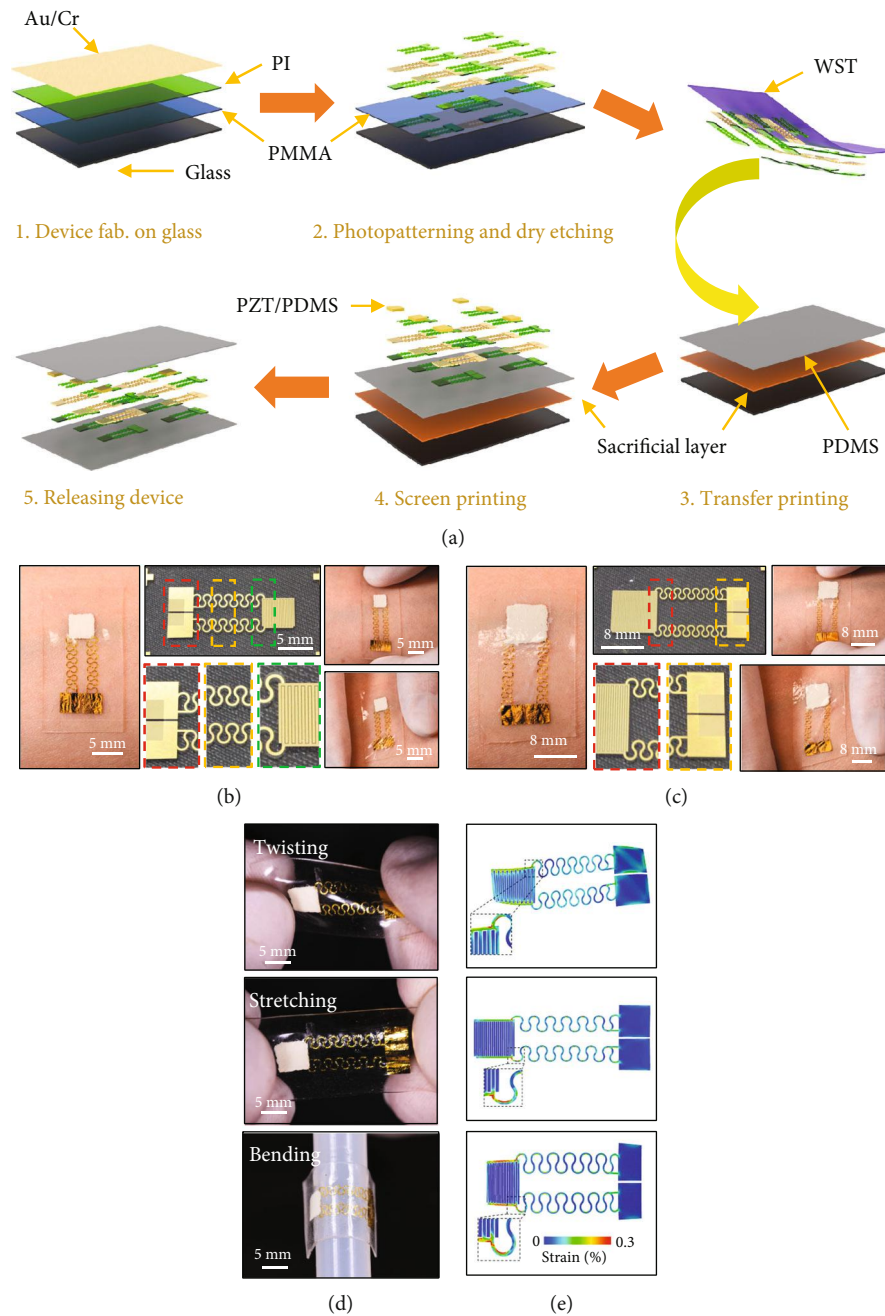 Au/Cr
PI
PMMA
Glass
WST
1. Device fab. on glass
2. Photopatterning and dry etching
PZT/PDMS
Sacrificial layer
PDMS
5. Releasing device
4. Screen printing
3. Transfer printing
(a)
5 mm
5 mm
5 mm
5 mm
(b)
8 mm
8 mm
8 mm
8 mm
(c)
Twisting
5 mm
Stretching
5 mm
Bending
5 mm
(d)
0
0.3
Strain (%)
(e)